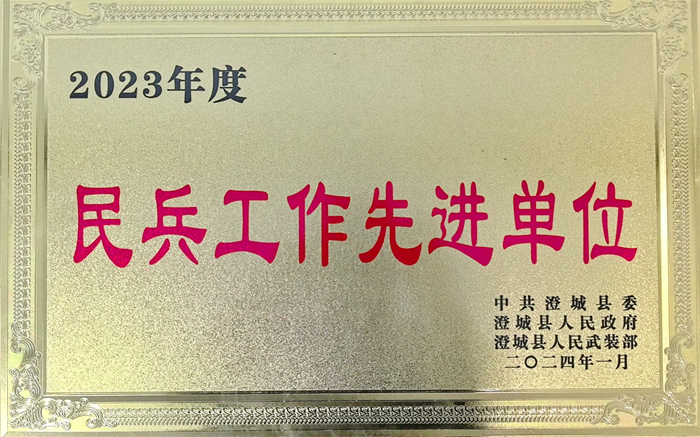 2023年度
民兵工作先进单位
中共澄城县委
澄城县人民政府
澄城县人民武装部
二〇二四年一月